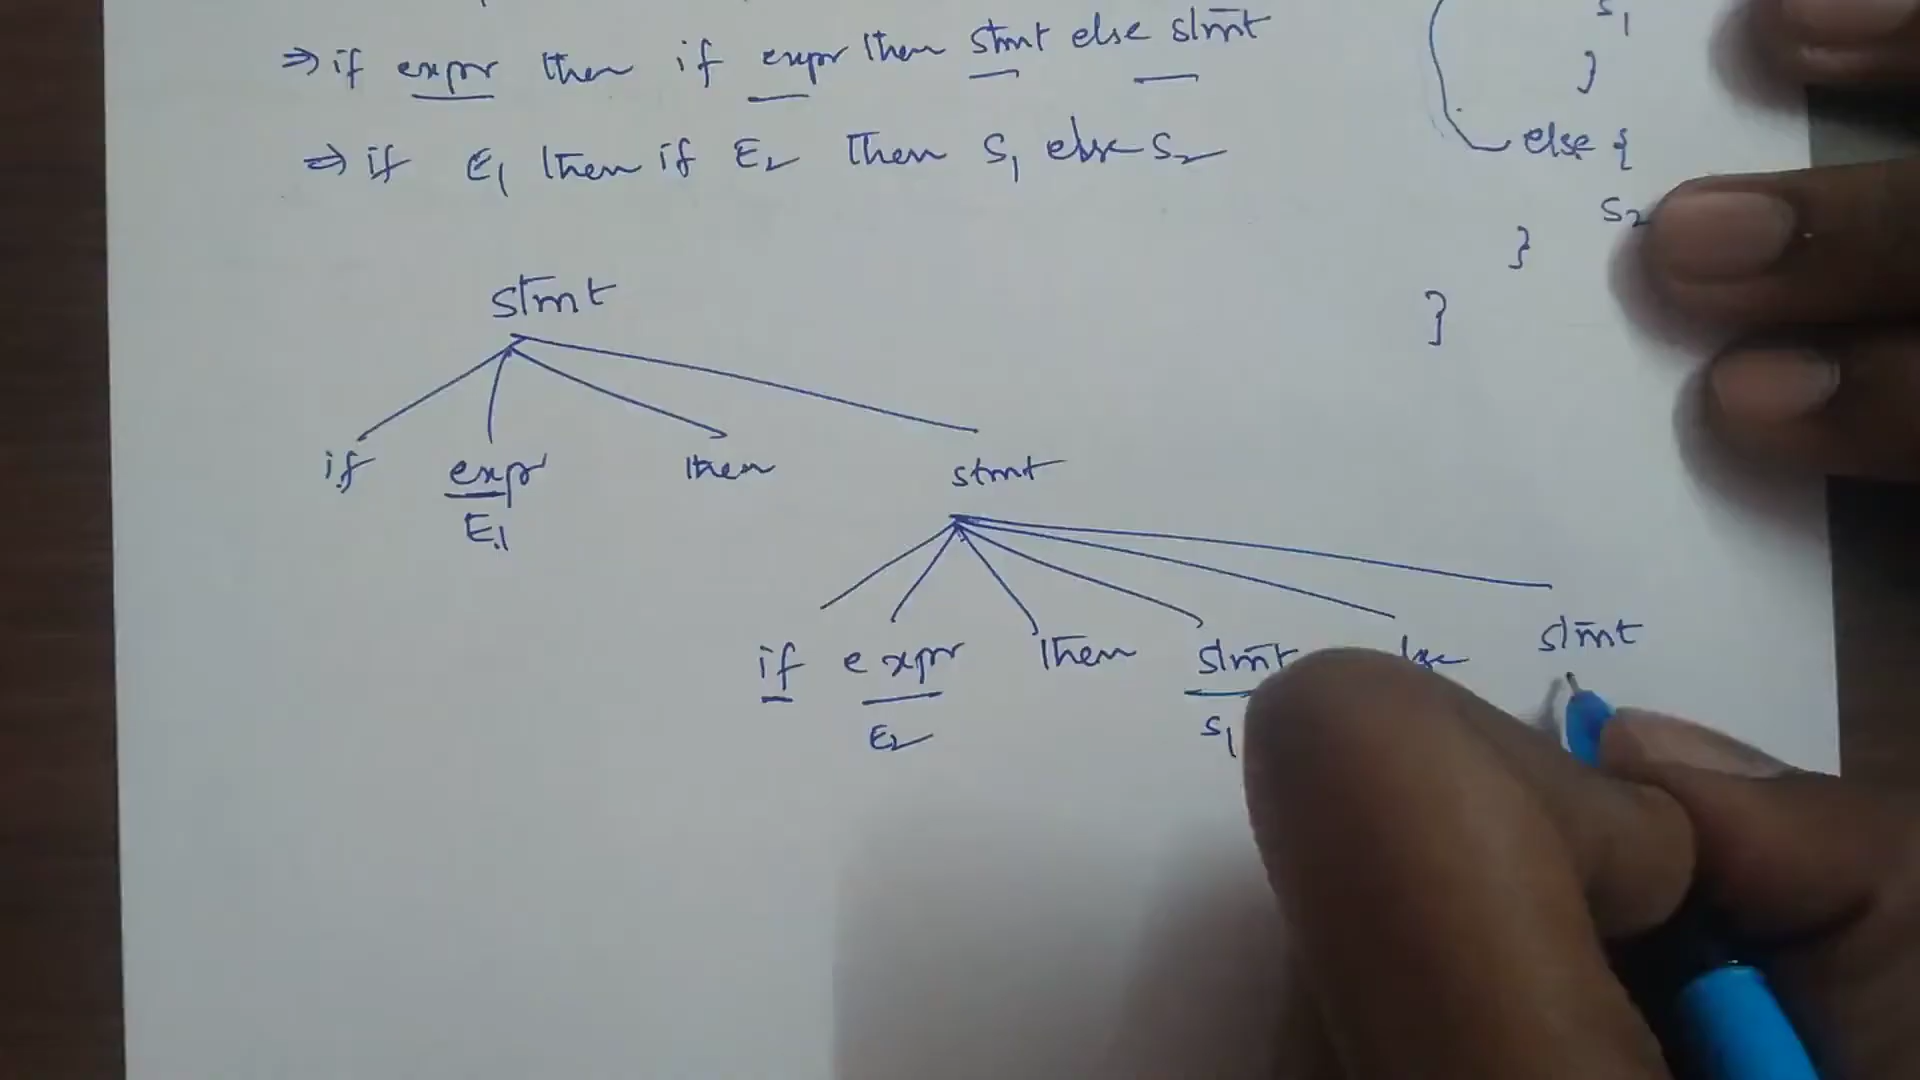 ⇒ if expr then if expr then stmt else stmt
⇒ if E1 then if E2 then S1 else S2
S1
}
else {
S2
}
}
stmt
if expr then stmt
E1
if expr then stmt stmt
E2 S1